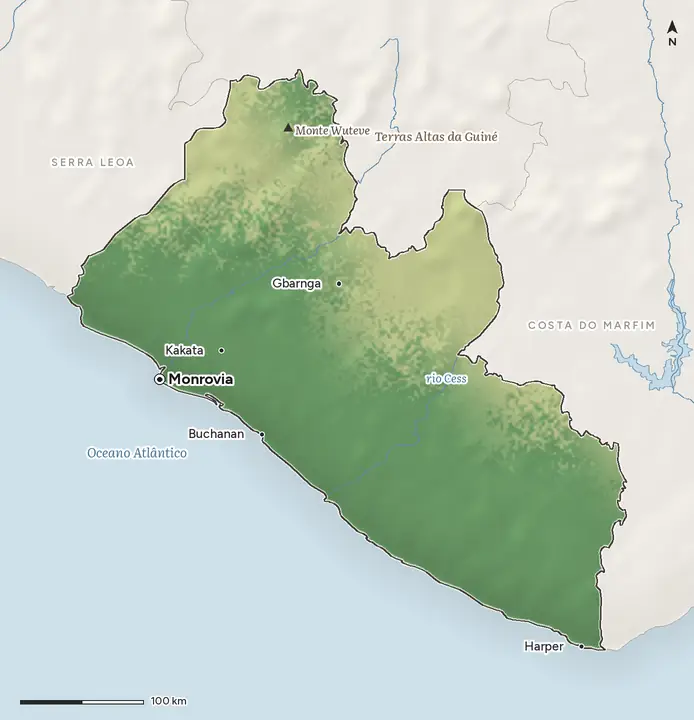 N
Monte Wuteve
Terras Altas da Guiné
SERRA LEOA
Gbarnga
COSTA DO MARFIM
Kakata
Monrovia
rio Cess
Buchanan
Oceano Atlântico
Harper
100 km